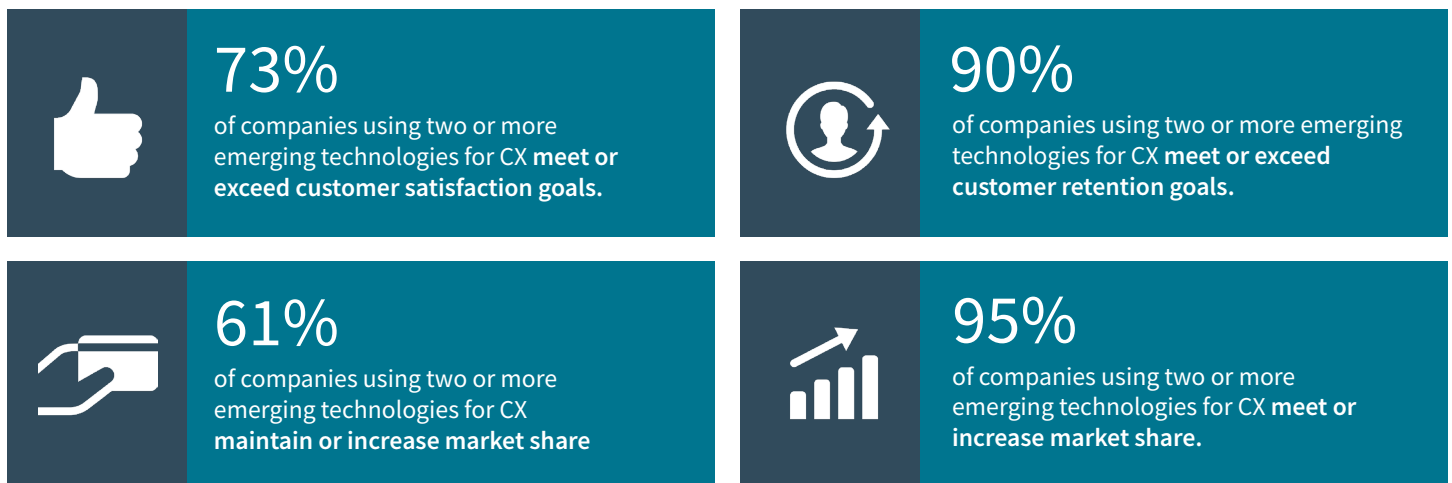 73%
of companies using two or more
emerging technologies for CX meet or
exceed customer satisfaction goals.
90%
of companies using two or more emerging
technologies for CX meet or exceed
customer retention goals.
61%
of companies using two or more
emerging technologies for CX
maintain or increase market share
95%
of companies using two or more
emerging technologies for CX meet or
increase market share.